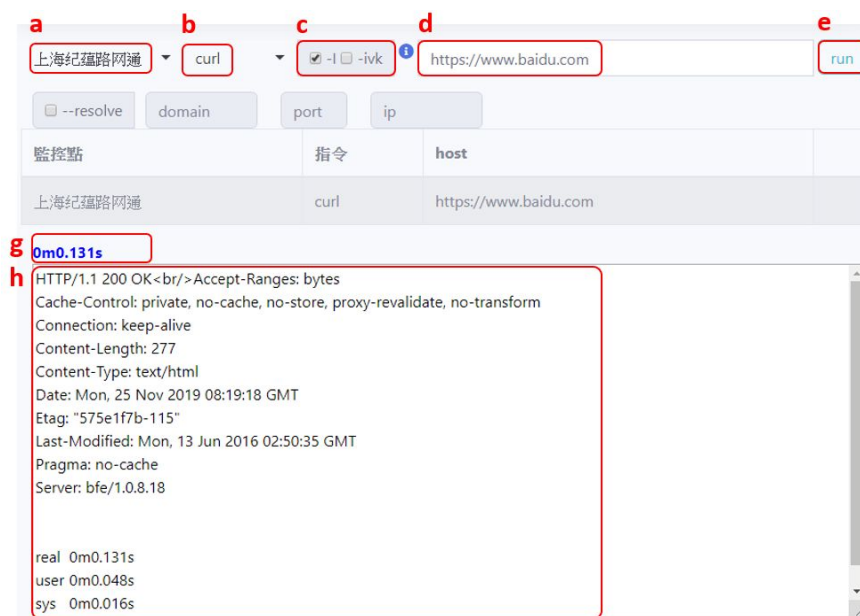 a b c d e
上海纪蕴路网通 curl -I -ivk https://www.baidu.com run
--resolve domain port ip
監控點 指令 host
上海纪蕴路网通 curl https://www.baidu.com
g 0m0.131s
h HTTP/1.1 200 OK<br/>Accept-Ranges: bytes
Cache-Control: private, no-cache, no-store, proxy-revalidate, no-transform
Connection: keep-alive
Content-Length: 277
Content-Type: text/html
Date: Mon, 25 Nov 2019 08:19:18 GMT
Etag: "575e1f7b-115"
Last-Modified: Mon, 13 Jun 2016 02:50:35 GMT
Pragma: no-cache
Server: bfe/1.0.8.18
real 0m0.131s
user 0m0.048s
sys 0m0.016s